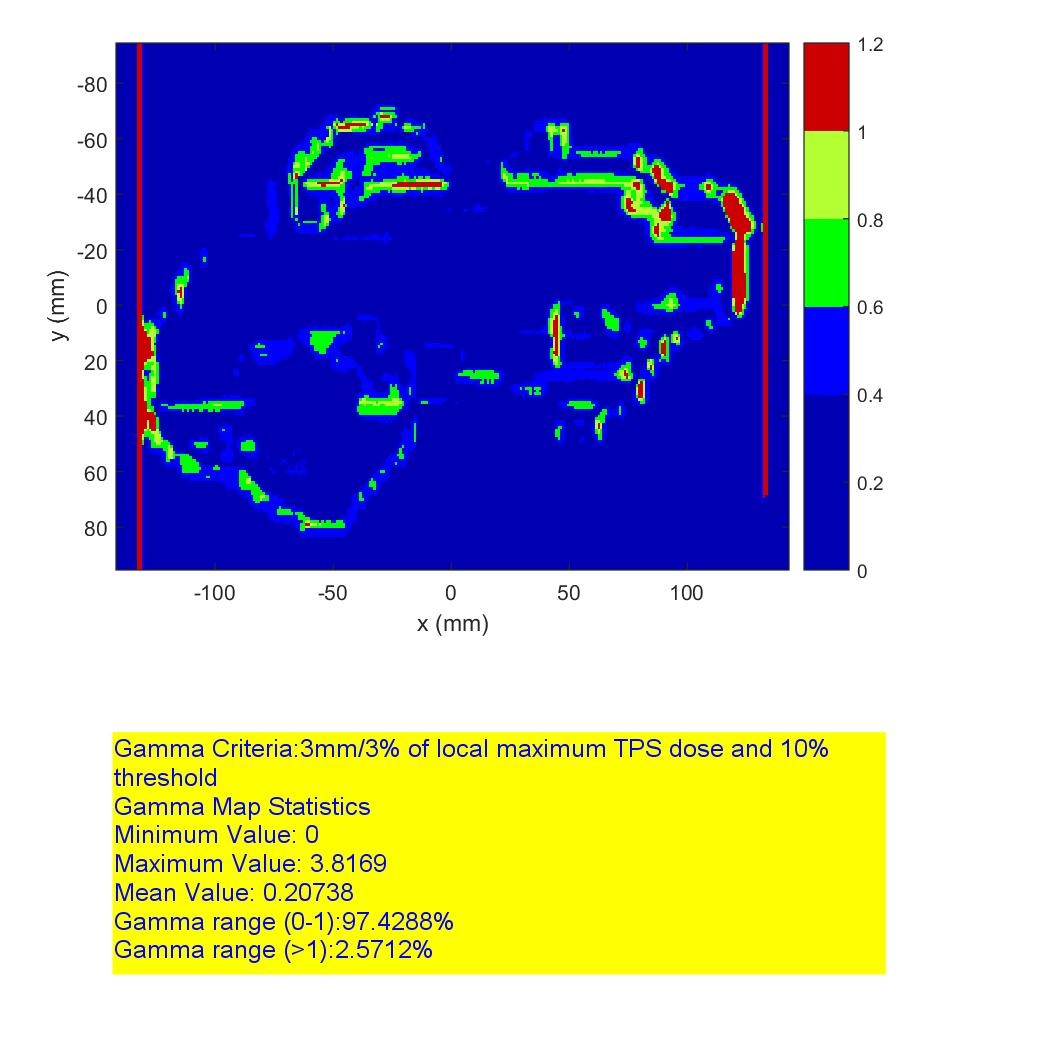 1.2
1
0.8
0.6
0.4
0.2
0
-80
-60
-40
-20
0
20
40
60
80
y (mm)
-100
-50
0
50
100
x (mm)
Gamma Criteria:3mm/3% of local maximum TPS dose and 10%
threshold
Gamma Map Statistics
Minimum Value: 0
Maximum Value: 3.8169
Mean Value: 0.20738
Gamma range (0-1):97.4288%
Gamma range (>1):2.5712%